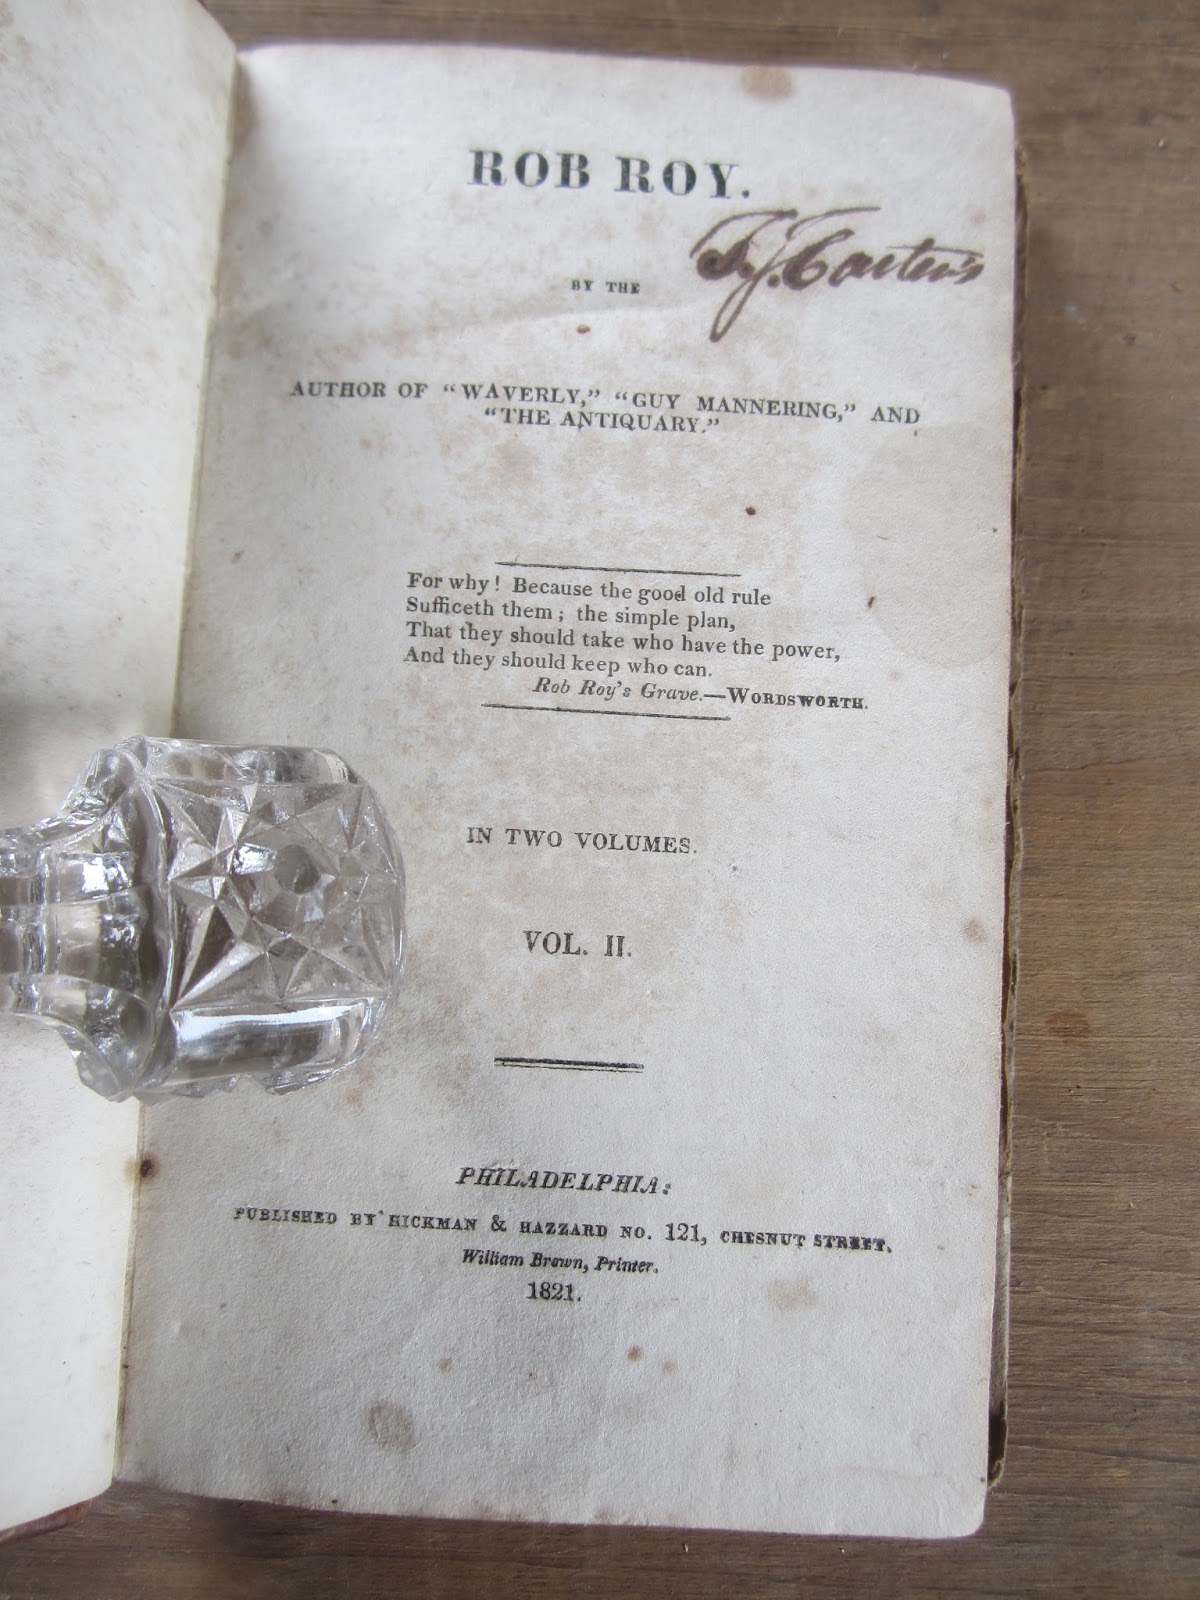 ROB ROY.
BY THE
AUTHOR OF “WAVERLY,” “GUY MANNERING,” AND
“THE ANTIQUARY.”
For why! Because the good old rule
Sufficeth them; the simple plan,
That they should take who have the power,
And they should keep who can.
Rob Roy's Grave.—WORDSWORTH.
IN TWO VOLUMES.
VOL. II.
PHILADELPHIA:
PUBLISHED BY HICKMAN & HAZZARD NO. 121, CHESNUT STREET.
William Brown, Printer.
1821.